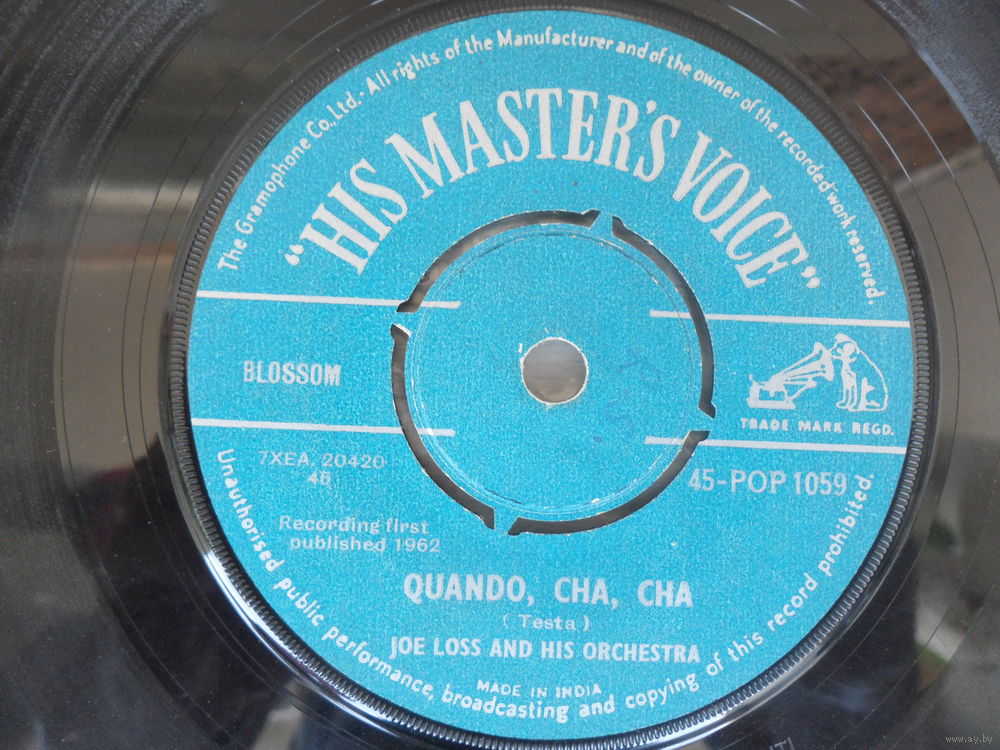 The Gramophone Co., Ltd.- All rights of the Manufacturer and of the owner of the recorded work reserved.
"HIS MASTER'S VOICE"
BLOSSOM
TRADE MARK REGD.
7XEA. 20420
45
45-POP 1059
Recording first
published 1962
QUANDO, CHA, CHA
(Testa)
JOE LOSS AND HIS ORCHESTRA
MADE IN INDIA
Unauthorised public performance, broadcasting and copying of this record prohibited.
www.ay.by